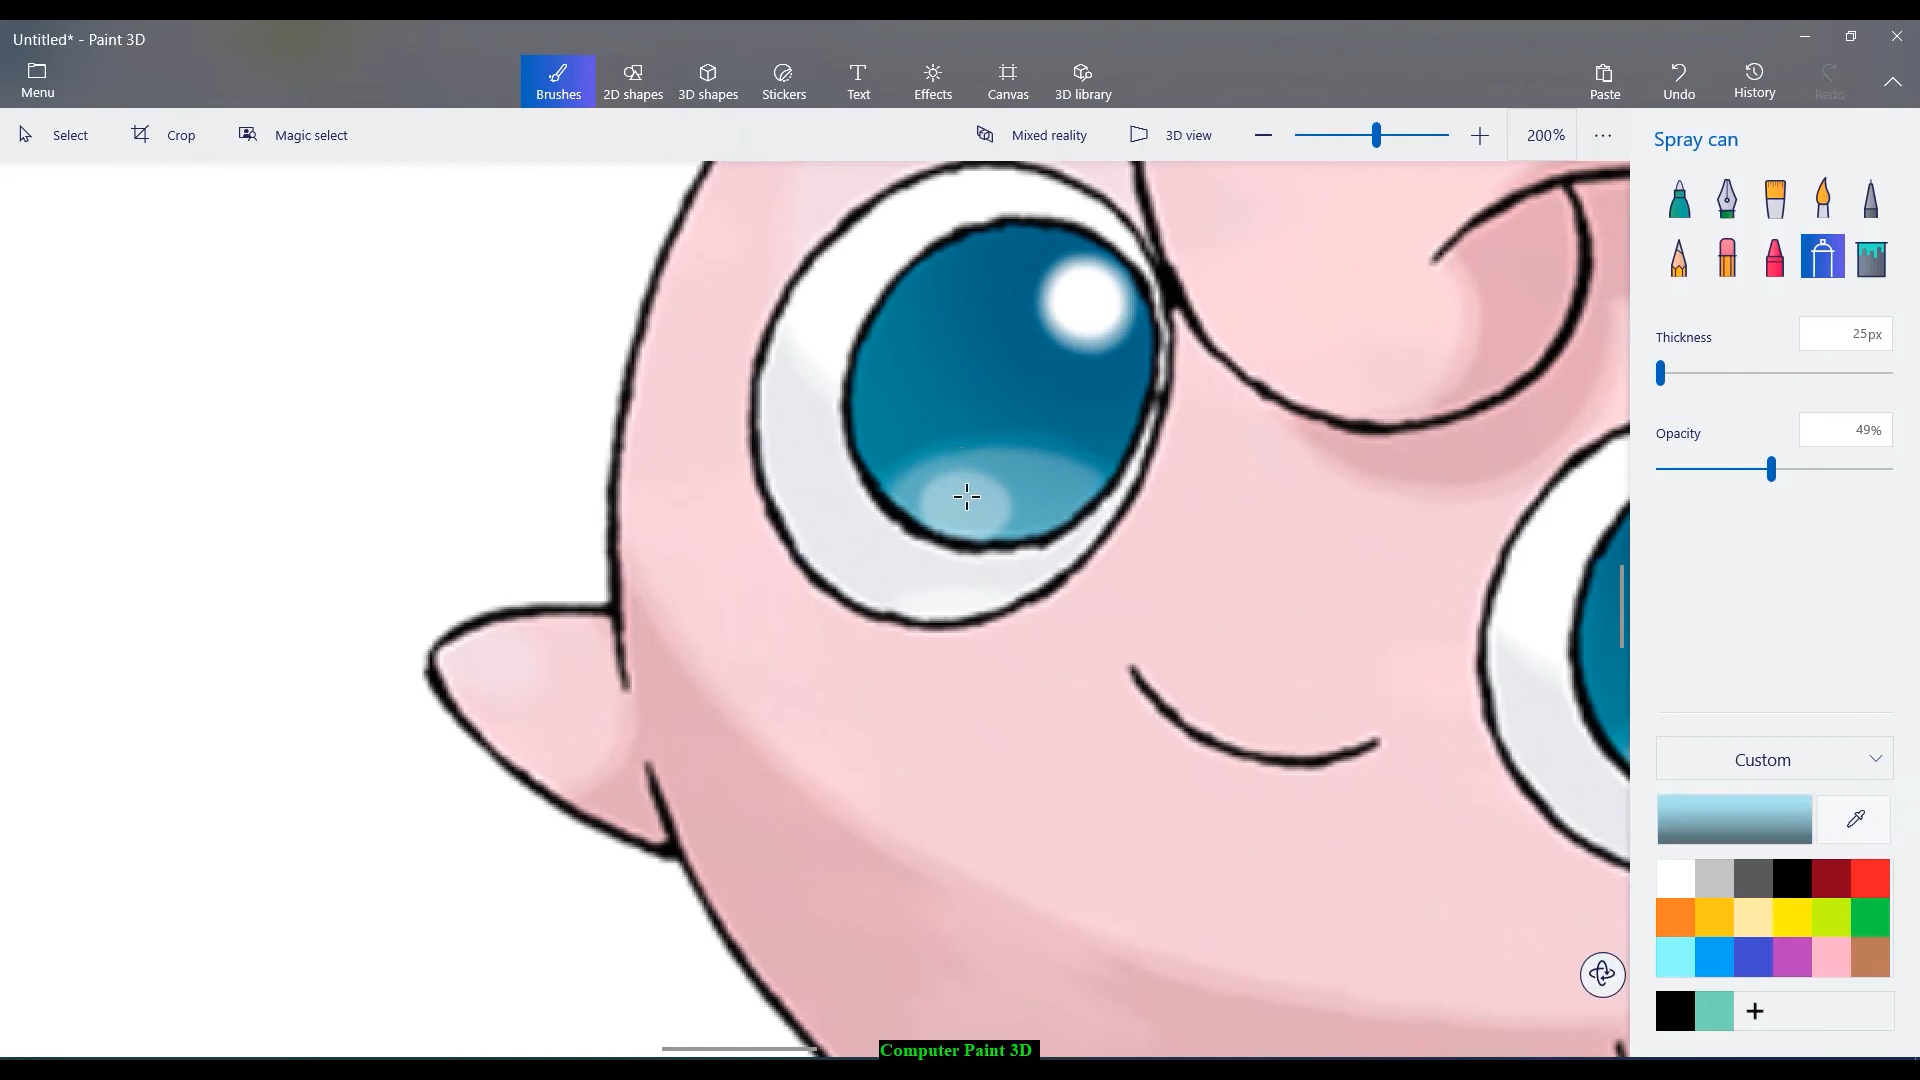 Untitled* - Paint 3D
Menu
Brushes
2D shapes
3D shapes
Stickers
Text
Effects
Canvas
3D library
Paste
Undo
History
Redo
Select
Crop
Magic select
Mixed reality
3D view
200%
Spray can
Thickness
25px
Opacity
49%
Custom
Computer Paint 3D